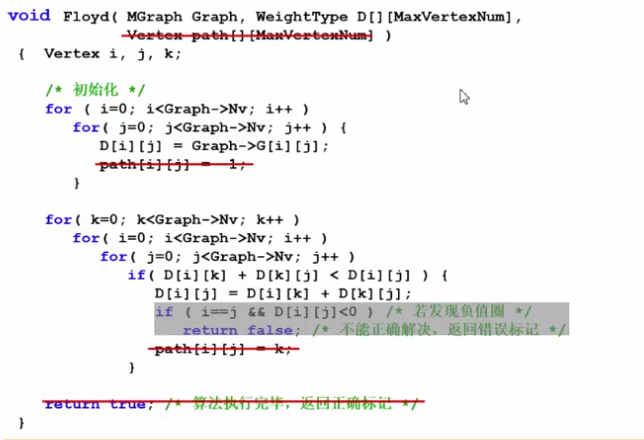 void Floyd( MGraph Graph, WeightType D[][MaxVertexNum],
Vertex path[][MaxVertexNum] )
{ Vertex i, j, k;
/* 初始化 */
for ( i=0; i<Graph->Nv; i++ )
for( j=0; j<Graph->Nv; j++ ) {
D[i][j] = Graph->G[i][j];
path[i][j] = -1;
}
for( k=0; k<Graph->Nv; k++ )
for( i=0; i<Graph->Nv; i++ )
for( j=0; j<Graph->Nv; j++ )
if( D[i][k] + D[k][j] < D[i][j] ) {
D[i][j] = D[i][k] + D[k][j];
if ( i==j && D[i][j]<0 ) /* 若发现负值圈 */
return false; /* 不能正确解决，返回错误标记 */
path[i][j] = k;
}
return true; /* 算法执行完毕，返回正确标记 */
}